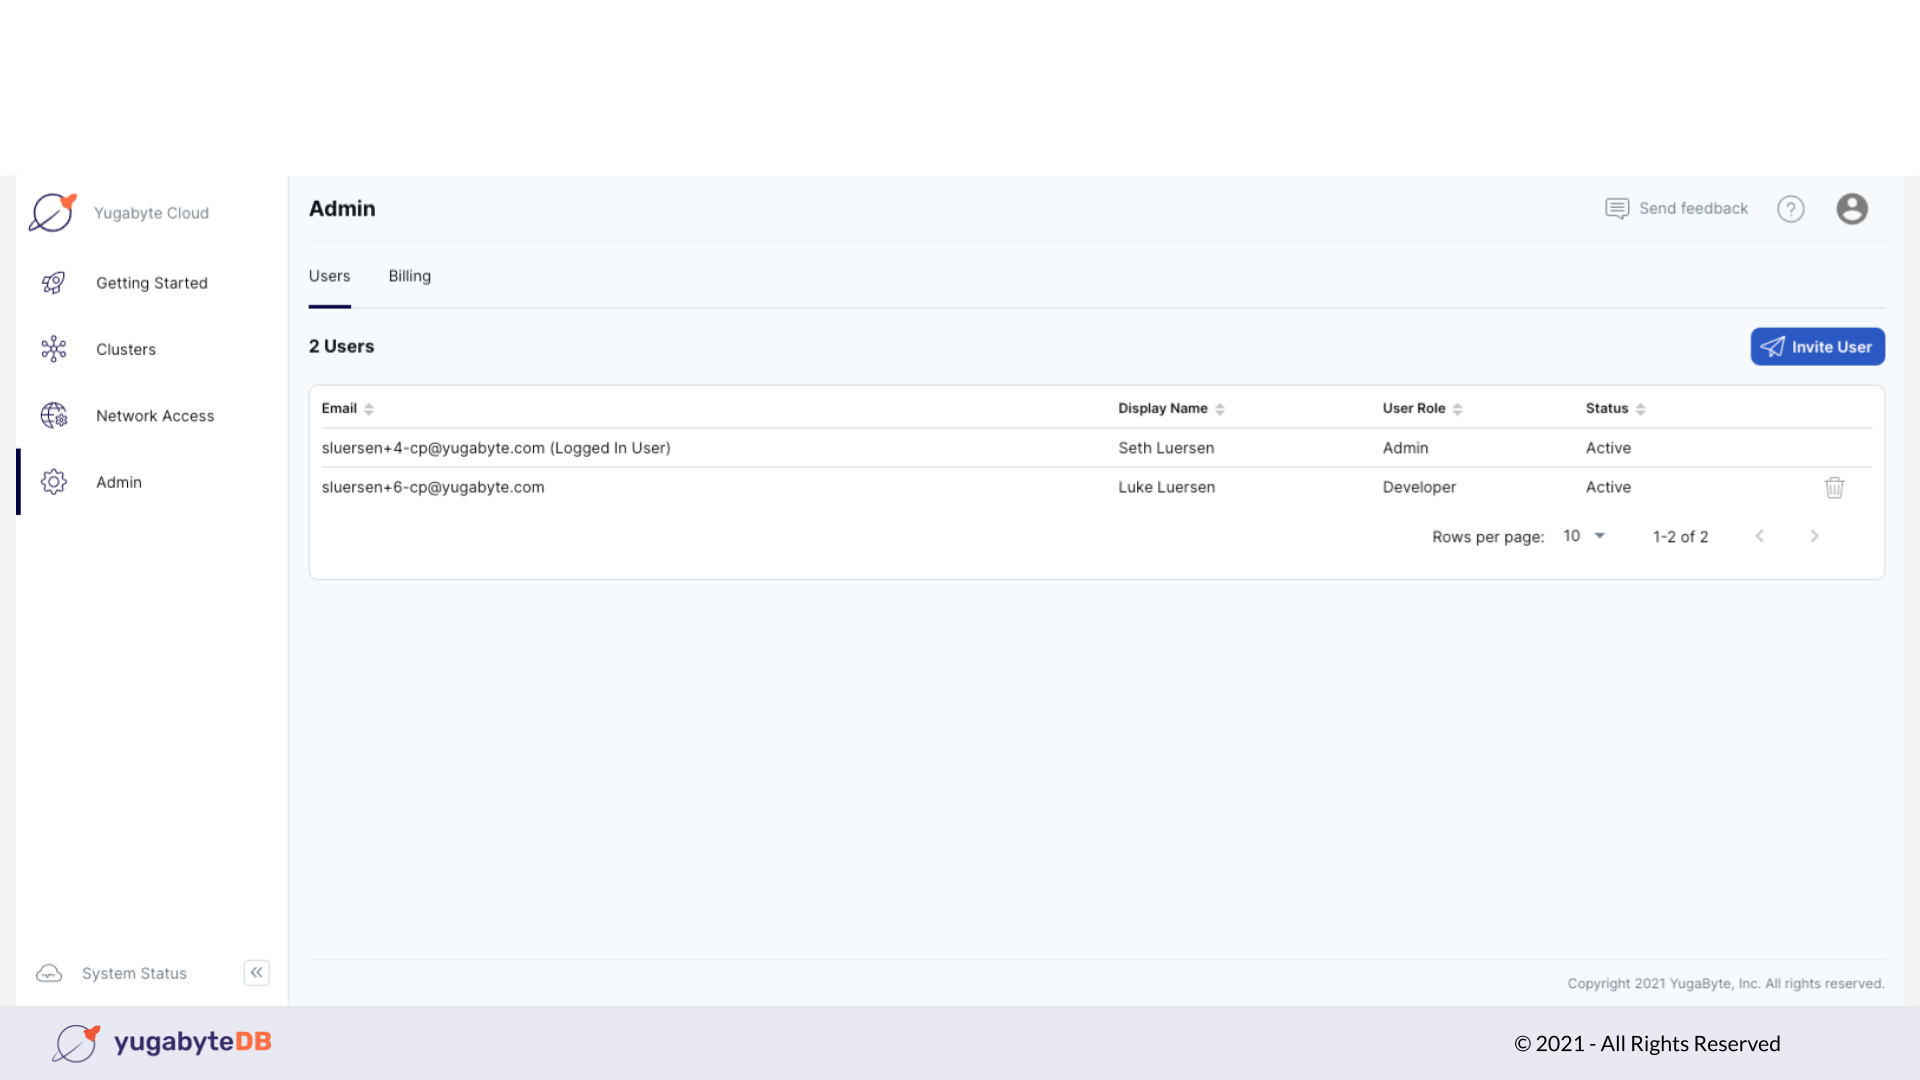 Yugabyte Cloud
Admin
Send feedback
?
Getting Started
Users
Billing
Clusters
2 Users
Invite User
Network Access
Email
Display Name
User Role
Status
sluersen+4-cp@yugabyte.com (Logged In User)
Seth Luersen
Admin
Active
Admin
sluersen+6-cp@yugabyte.com
Luke Luersen
Developer
Active
Rows per page:
10
1-2 of 2
System Status
Copyright 2021 YugaByte, Inc. All rights reserved.
yugabyteDB
© 2021 - All Rights Reserved